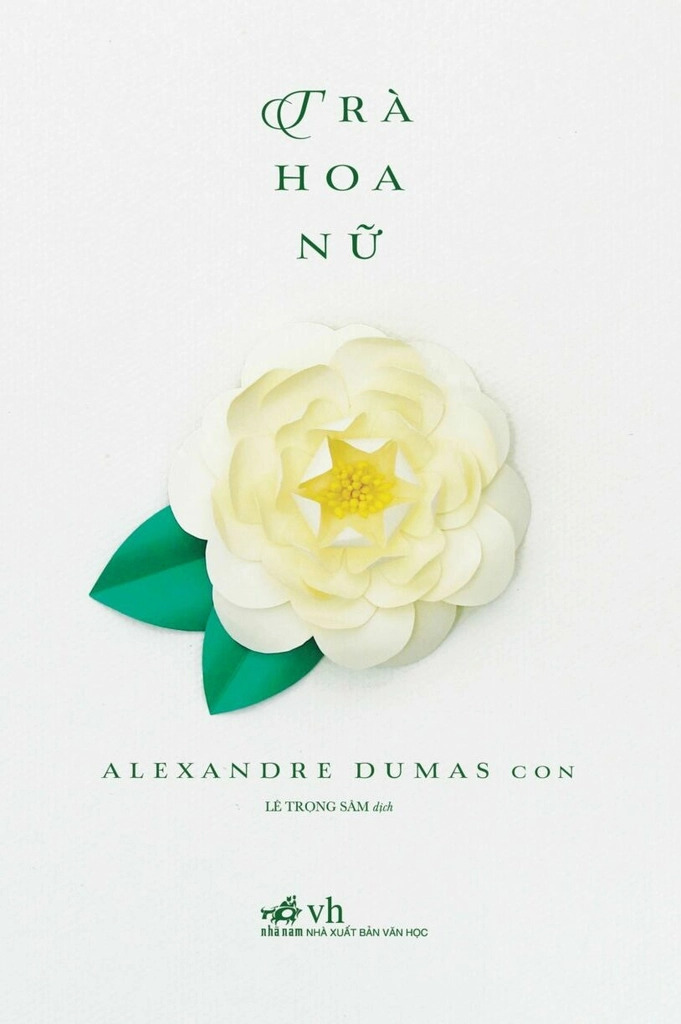 TRÀ
HOA
NỮ
ALEXANDRE DUMAS CON
LÊ TRỌNG SÂM dịch
vh
nhã nam NHÀ XUẤT BẢN VĂN HỌC